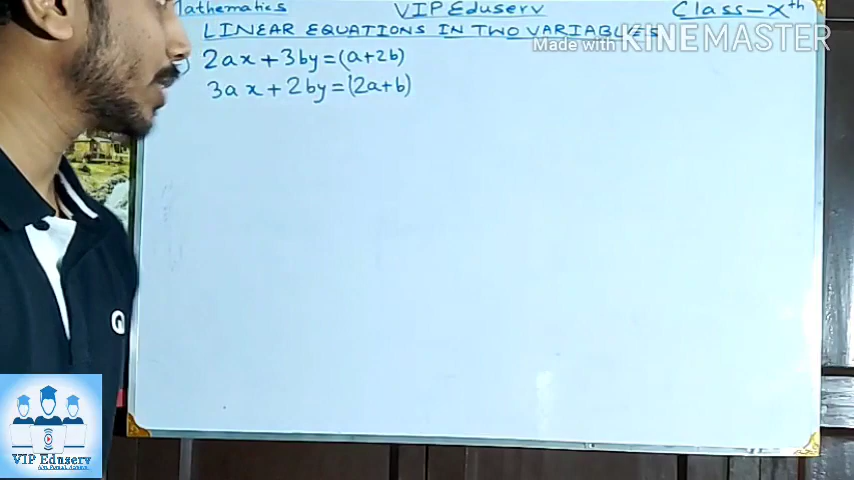 Mathematics VIP Eduserv Class-Xth
LINEAR EQUATIONS IN TWO VARIABLES
Made with KINEMASTER
2ax+3by=(a+2b)
3ax+2by=(2a+b)
VIP Eduserv